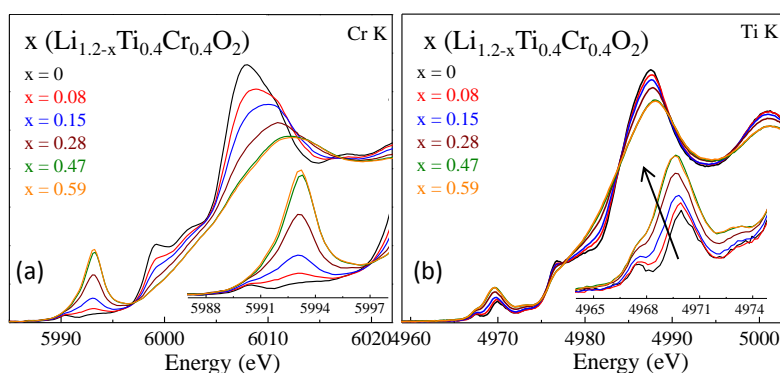 x (Li1.2-xTi0.4Cr0.4O2)
Cr K
x = 0
x = 0.08
x = 0.15
x = 0.28
x = 0.47
x = 0.59
(a)
5988 5991 5994 5997
5990 6000 6010 6020
Energy (eV)
x (Li1.2-xTi0.4Cr0.4O2)
Ti K
x = 0
x = 0.08
x = 0.15
x = 0.28
x = 0.47
x = 0.59
(b)
4965 4968 4971 4974
4960 4970 4980 4990 5000
Energy (eV)